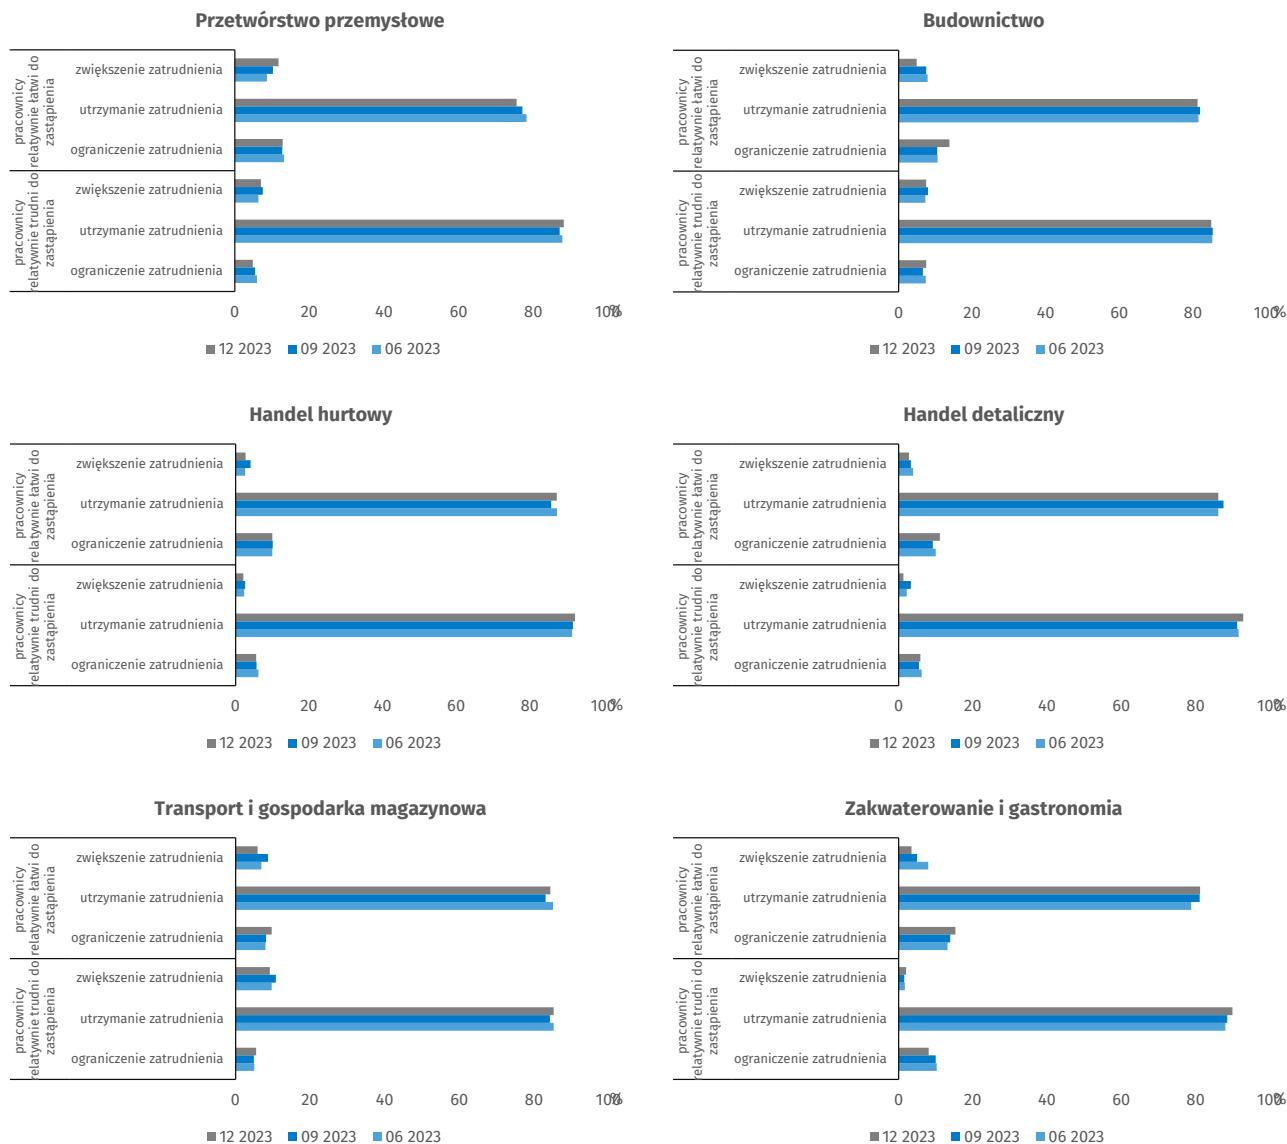 Przetwórstwo przemysłowe
pracownicy
relatywnie łatwi do
zastąpienia
zwiększenie zatrudnienia
utrzymanie zatrudnienia
ograniczenie zatrudnienia
pracownicy
relatywnie trudni do
zastąpienia
zwiększenie zatrudnienia
utrzymanie zatrudnienia
ograniczenie zatrudnienia
0 20 40 60 80 100 %
12 2023 09 2023 06 2023
Budownictwo
pracownicy
relatywnie łatwi do
zastąpienia
zwiększenie zatrudnienia
utrzymanie zatrudnienia
ograniczenie zatrudnienia
pracownicy
relatywnie trudni do
zastąpienia
zwiększenie zatrudnienia
utrzymanie zatrudnienia
ograniczenie zatrudnienia
0 20 40 60 80 100 %
12 2023 09 2023 06 2023
Handel hurtowy
pracownicy
relatywnie łatwi do
zastąpienia
zwiększenie zatrudnienia
utrzymanie zatrudnienia
ograniczenie zatrudnienia
pracownicy
relatywnie trudni do
zastąpienia
zwiększenie zatrudnienia
utrzymanie zatrudnienia
ograniczenie zatrudnienia
0 20 40 60 80 100 %
12 2023 09 2023 06 2023
Handel detaliczny
pracownicy
relatywnie łatwi do
zastąpienia
zwiększenie zatrudnienia
utrzymanie zatrudnienia
ograniczenie zatrudnienia
pracownicy
relatywnie trudni do
zastąpienia
zwiększenie zatrudnienia
utrzymanie zatrudnienia
ograniczenie zatrudnienia
0 20 40 60 80 100 %
12 2023 09 2023 06 2023
Transport i gospodarka magazynowa
pracownicy
relatywnie łatwi do
zastąpienia
zwiększenie zatrudnienia
utrzymanie zatrudnienia
ograniczenie zatrudnienia
pracownicy
relatywnie trudni do
zastąpienia
zwiększenie zatrudnienia
utrzymanie zatrudnienia
ograniczenie zatrudnienia
0 20 40 60 80 100 %
12 2023 09 2023 06 2023
Zakwaterowanie i gastronomia
pracownicy
relatywnie łatwi do
zastąpienia
zwiększenie zatrudnienia
utrzymanie zatrudnienia
ograniczenie zatrudnienia
pracownicy
relatywnie trudni do
zastąpienia
zwiększenie zatrudnienia
utrzymanie zatrudnienia
ograniczenie zatrudnienia
0 20 40 60 80 100 %
12 2023 09 2023 06 2023